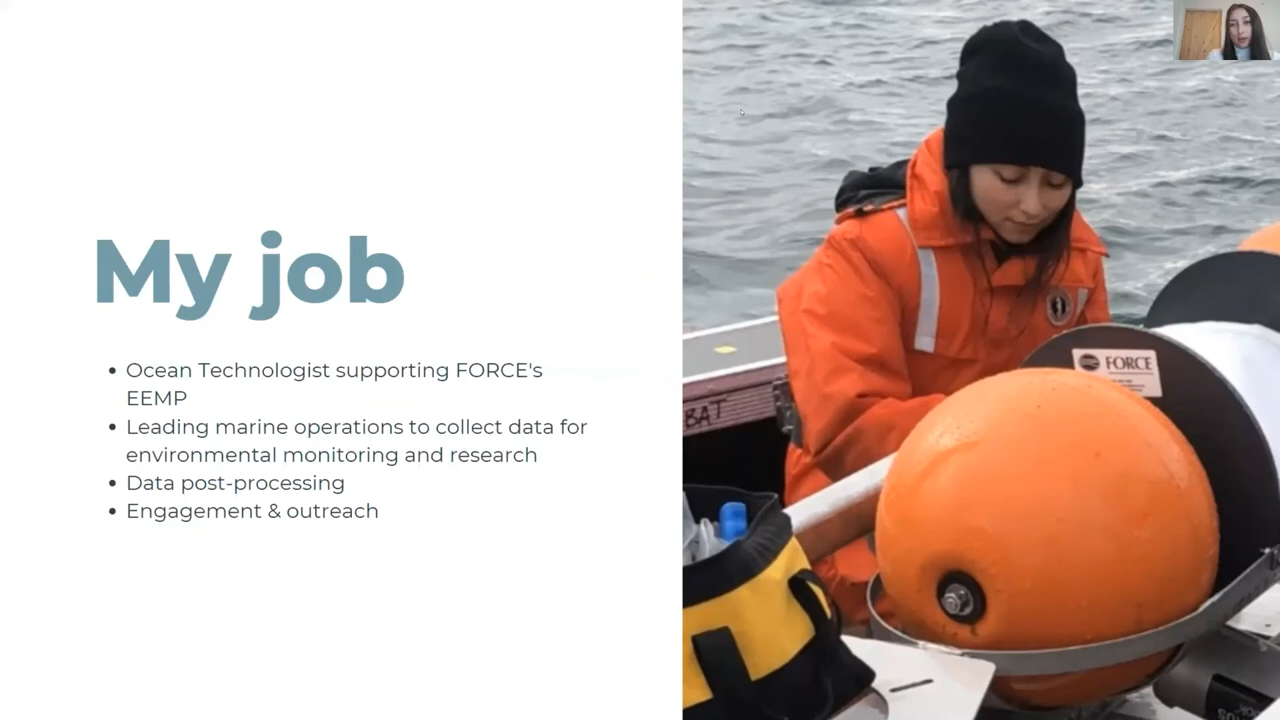 My job
• Ocean Technologist supporting FORCE's
EEMP
• Leading marine operations to collect data for
environmental monitoring and research
• Data post-processing
• Engagement & outreach
FORCE
BAT